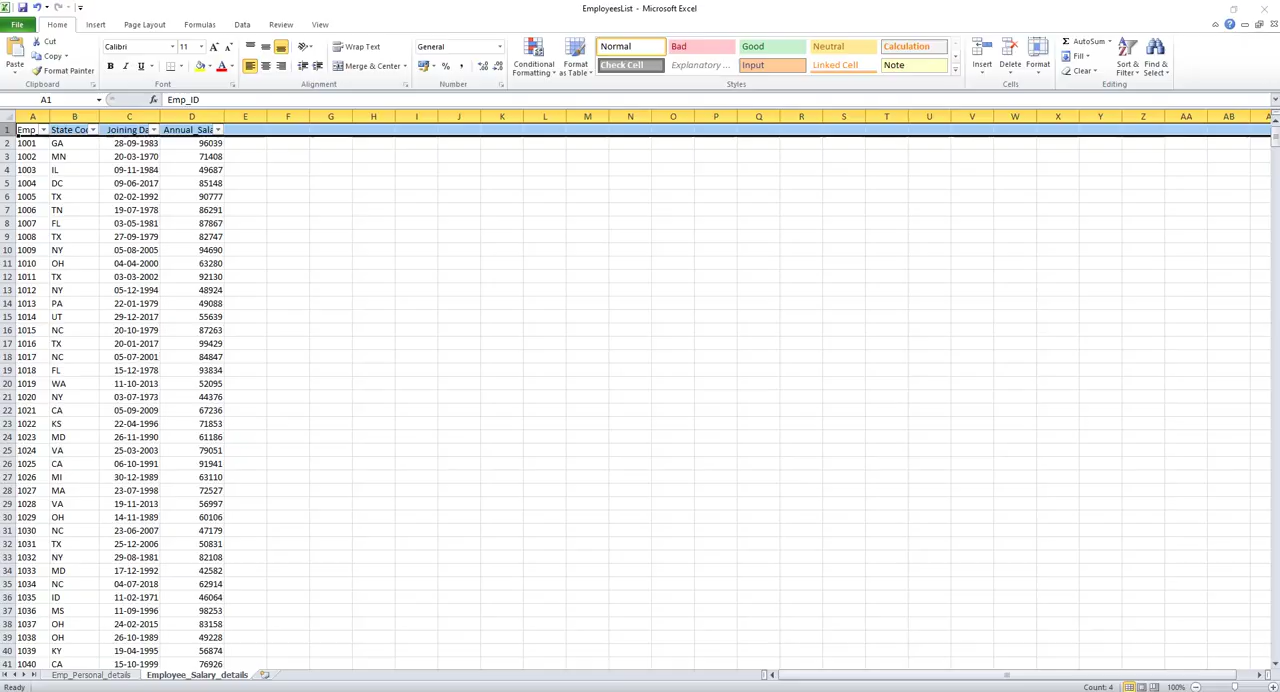 EmployeesList - Microsoft Excel
File Home Insert Page Layout Formulas Data Review View
Cut
Copy
Format Painter
Paste
Clipboard
Calibri 11
B I U
Font
Wrap Text
Merge & Center
Alignment
General
Number
Conditional Formatting
Format as Table
Normal Bad Good Neutral Calculation
Check Cell Explanatory ... Input Linked Cell Note
Styles
Insert Delete Format
Cells
AutoSum
Fill
Clear
Sort & Filter
Find & Select
Editing
A1 fx Emp_ID
A B C D E F G H I J K L M N O P Q R S T U V W X Y Z AA AB A
1 Emp State Co Joining Da Annual_Sala
2 1001 GA 28-09-1983 96039
3 1002 MN 20-03-1970 71408
4 1003 IL 09-11-1984 49687
5 1004 DC 09-06-2017 85148
6 1005 TX 02-02-1992 90777
7 1006 TN 19-07-1978 86291
8 1007 FL 03-05-1981 87867
9 1008 TX 27-09-1979 82747
10 1009 NY 05-08-2005 94690
11 1010 OH 04-04-2000 63280
12 1011 TX 03-03-2002 92130
13 1012 NY 05-12-1994 48924
14 1013 PA 22-01-1979 49088
15 1014 UT 29-12-2017 55639
16 1015 NC 20-10-1979 87263
17 1016 TX 20-01-2017 99429
18 1017 NC 05-07-2001 84847
19 1018 FL 15-12-1978 93834
20 1019 WA 11-10-2013 52095
21 1020 NY 03-07-1973 44376
22 1021 CA 05-09-2009 67236
23 1022 KS 22-04-1996 71853
24 1023 MD 26-11-1990 61186
25 1024 VA 25-03-2003 79051
26 1025 CA 06-10-1991 91941
27 1026 MI 30-12-1989 63110
28 1027 MA 23-07-1998 72527
29 1028 VA 19-11-2013 56997
30 1029 OH 14-11-1989 60106
31 1030 NC 23-06-2007 47179
32 1031 TX 25-12-2006 50831
33 1032 NY 29-08-1981 82108
34 1033 MD 17-12-1992 42582
35 1034 NC 04-07-2018 62914
36 1035 ID 11-02-1971 46064
37 1036 MS 11-09-1996 98253
38 1037 OH 24-02-2015 83158
39 1038 OH 26-10-1989 49228
40 1039 KY 19-04-1995 56874
41 1040 CA 15-10-1999 76926
Emp_Personal_details Employee_Salary_details
Ready Count: 4 100%